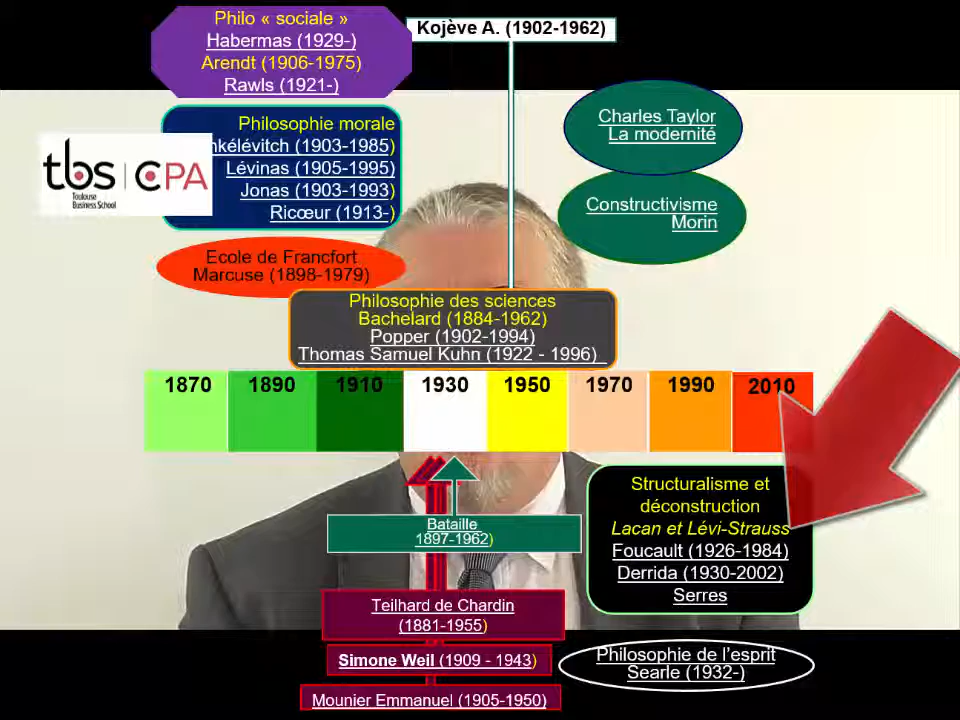 Philo « sociale »
Habermas (1929-)
Arendt (1906-1975)
Rawls (1921-)
Kojève A. (1902-1962)
Philosophie morale
nkélévitch (1903-1985)
Lévinas (1905-1995)
Jonas (1903-1993)
Ricœur (1913-)
tbs | CPA
Toulouse
Business School
Charles Taylor
La modernité
Constructivisme
Morin
Ecole de Francfort
Marcuse (1898-1979)
Philosophie des sciences
Bachelard (1884-1962)
Popper (1902-1994)
Thomas Samuel Kuhn (1922 - 1996)
1870 1890 1910 1930 1950 1970 1990 2010
Structuralisme et
déconstruction
Lacan et Lévi-Strauss
Foucault (1926-1984)
Derrida (1930-2002)
Serres
Bataille
1897-1962)
Teilhard de Chardin
(1881-1955)
Simone Weil (1909 - 1943)
Mounier Emmanuel (1905-1950)
Philosophie de l'esprit
Searle (1932-)